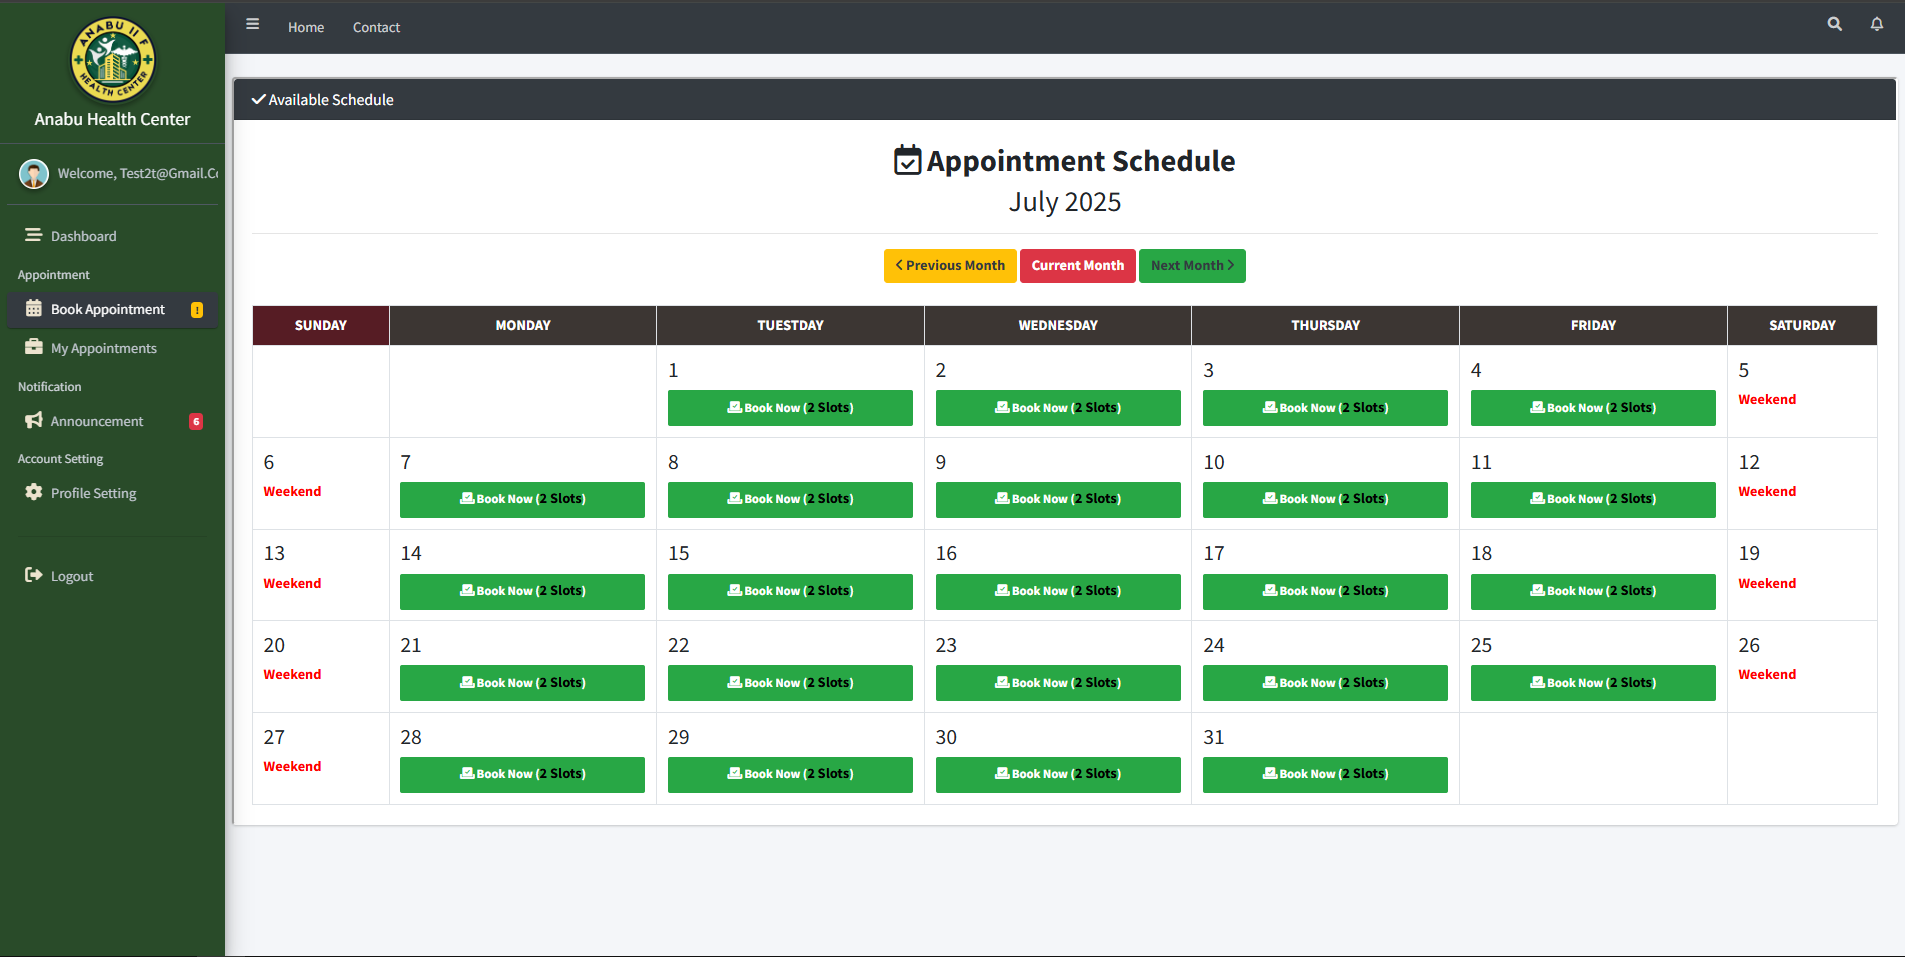 ANABU II F
HEALTH CENTER
Anabu Health Center
Welcome, Test2t@Gmail.Co
Dashboard
Appointment
Book Appointment !
My Appointments
Notification
Announcement 6
Account Setting
Profile Setting
Logout
Home Contact
Available Schedule
Appointment Schedule
July 2025
Previous Month Current Month Next Month
SUNDAY MONDAY TUESTDAY WEDNESDAY THURSDAY FRIDAY SATURDAY
1 2 3 4 5
Book Now (2 Slots) Book Now (2 Slots) Book Now (2 Slots) Book Now (2 Slots) Weekend
6 7 8 9 10 11 12
Weekend Book Now (2 Slots) Book Now (2 Slots) Book Now (2 Slots) Book Now (2 Slots) Book Now (2 Slots) Weekend
13 14 15 16 17 18 19
Weekend Book Now (2 Slots) Book Now (2 Slots) Book Now (2 Slots) Book Now (2 Slots) Book Now (2 Slots) Weekend
20 21 22 23 24 25 26
Weekend Book Now (2 Slots) Book Now (2 Slots) Book Now (2 Slots) Book Now (2 Slots) Book Now (2 Slots) Weekend
27 28 29 30 31
Weekend Book Now (2 Slots) Book Now (2 Slots) Book Now (2 Slots) Book Now (2 Slots)